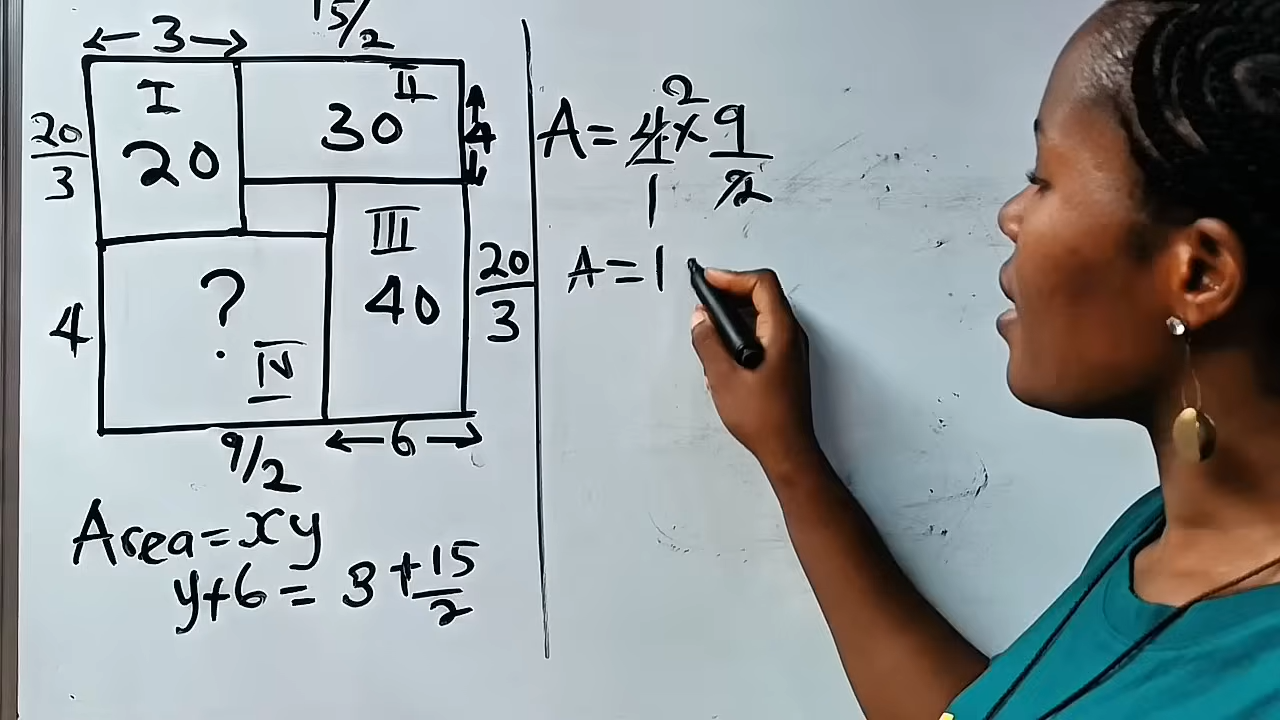 3 15/2
I II
20/3 20 30 4
III
? 40 20/3
4 IV
9/2 6
Area = xy
y+6 = 3 + 15/2
A = 4/1 x 9/2
2
1
A = 1